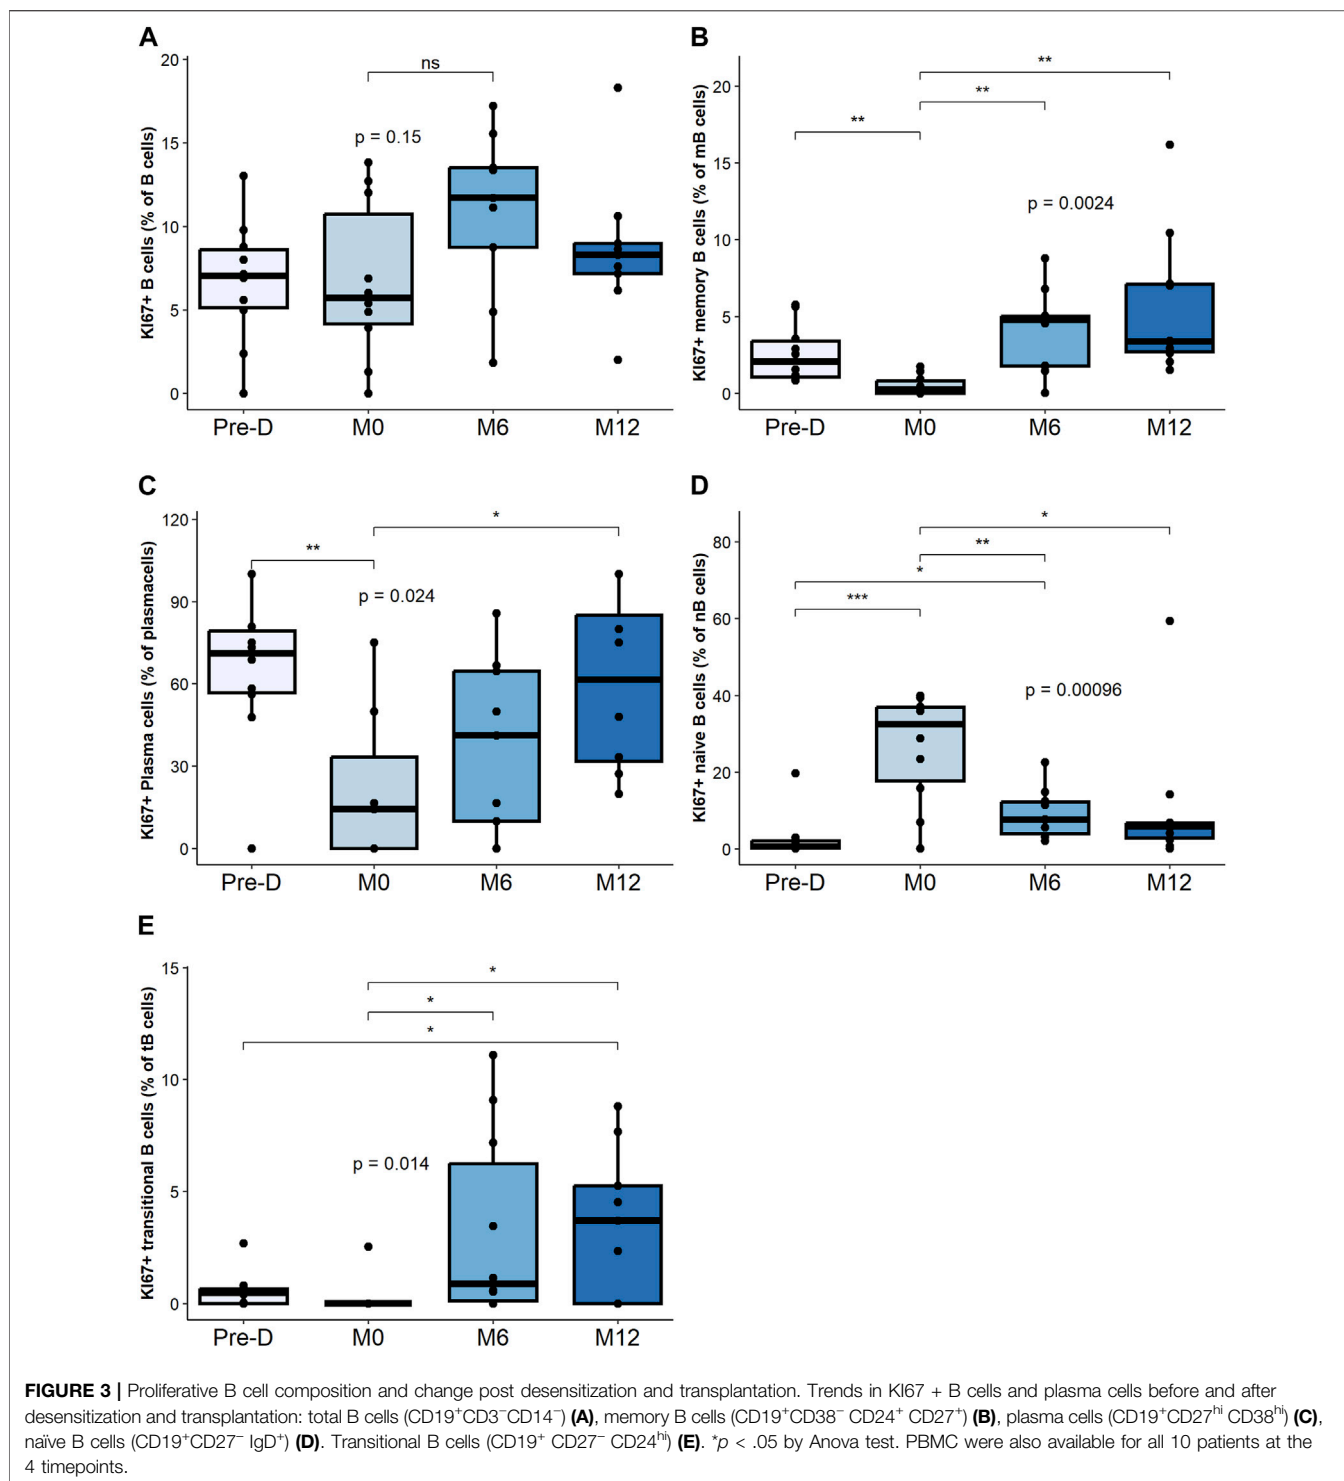 A
KI67+ B cells (% of B cells)
20
15
10
5
0
ns
p = 0.15
Pre-D M0 M6 M12
B
KI67+ memory B cells (% of mB cells)
20
15
10
5
0
**
**
**
p = 0.0024
Pre-D M0 M6 M12
C
KI67+ Plasma cells (% of plasmacells)
120
90
60
30
0
*
**
p = 0.024
Pre-D M0 M6 M12
D
KI67+ naive B cells (% of nB cells)
80
60
40
20
0
*
**
*
***
p = 0.00096
Pre-D M0 M6 M12
E
KI67+ transitional B cells (% of tB cells)
15
10
5
0
*
*
*
p = 0.014
Pre-D M0 M6 M12
FIGURE 3 | Proliferative B cell composition and change post desensitization and transplantation. Trends in KI67 + B cells and plasma cells before and after
desensitization and transplantation: total B cells (CD19⁺CD3⁻CD14⁻) (A), memory B cells (CD19⁺CD38⁻ CD24⁺ CD27⁺) (B), plasma cells (CD19⁺CD27ʰⁱ CD38ʰⁱ) (C),
naïve B cells (CD19⁺CD27⁻ IgD⁺) (D). Transitional B cells (CD19⁺ CD27⁻ CD24ʰⁱ) (E). *p < .05 by Anova test. PBMC were also available for all 10 patients at the
4 timepoints.